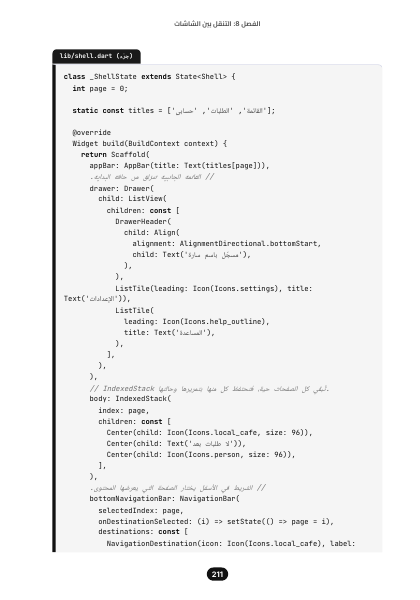 الفصل 8: التنقل بين الشاشات
lib/shell.dart (جزء)
class _ShellState extends State<Shell> {
  int page = 0;

  static const titles = ['القائمة', 'الطلبات', 'حسابي'];

  @override
  Widget build(BuildContext context) {
    return Scaffold(
      appBar: AppBar(title: Text(titles[page])),
      // القائمة الجانبية تنزلق من حافة البداية.
      drawer: Drawer(
        child: ListView(
          children: const [
            DrawerHeader(
              child: Align(
                alignment: AlignmentDirectional.bottomStart,
                child: Text('مسجّل باسم سارة'),
              ),
            ),
            ListTile(leading: Icon(Icons.settings), title:
Text('الإعدادات')),
            ListTile(
              leading: Icon(Icons.help_outline),
              title: Text('المساعدة'),
            ),
          ],
        ),
      ),
      // IndexedStack تُبقي كل الصفحات حية، فتحتفظ كل منها بتمريرها وحالتها.
      body: IndexedStack(
        index: page,
        children: const [
          Center(child: Icon(Icons.local_cafe, size: 96)),
          Center(child: Text('لا طلبات بعد')),
          Center(child: Icon(Icons.person, size: 96)),
        ],
      ),
      // الشريط في الأسفل يختار الصفحة التي يعرضها المحتوى.
      bottomNavigationBar: NavigationBar(
        selectedIndex: page,
        onDestinationSelected: (i) => setState(() => page = i),
        destinations: const [
          NavigationDestination(icon: Icon(Icons.local_cafe), label:
211